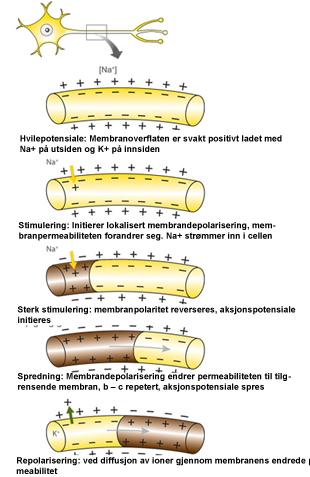 [Na+]
Hvilepotensiale: Membranoverflaten er svakt positivt ladet med
Na+ på utsiden og K+ på innsiden
Na+
Stimulering: Initierer lokalisert membrandepolarisering, mem-
branpermeabiliteten forandrer seg. Na+ strømmer inn i cellen
Na+
Sterk stimulering: membranpolaritet reverseres, aksjonspotensiale
initieres
Spredning: Membrandepolarisering endrer permeabiliteten til tilg-
rensende membran, b – c repetert, aksjonspotensiale spres
K+
Repolarisering: ved diffusjon av ioner gjennom membranens endrede p
meabilitet